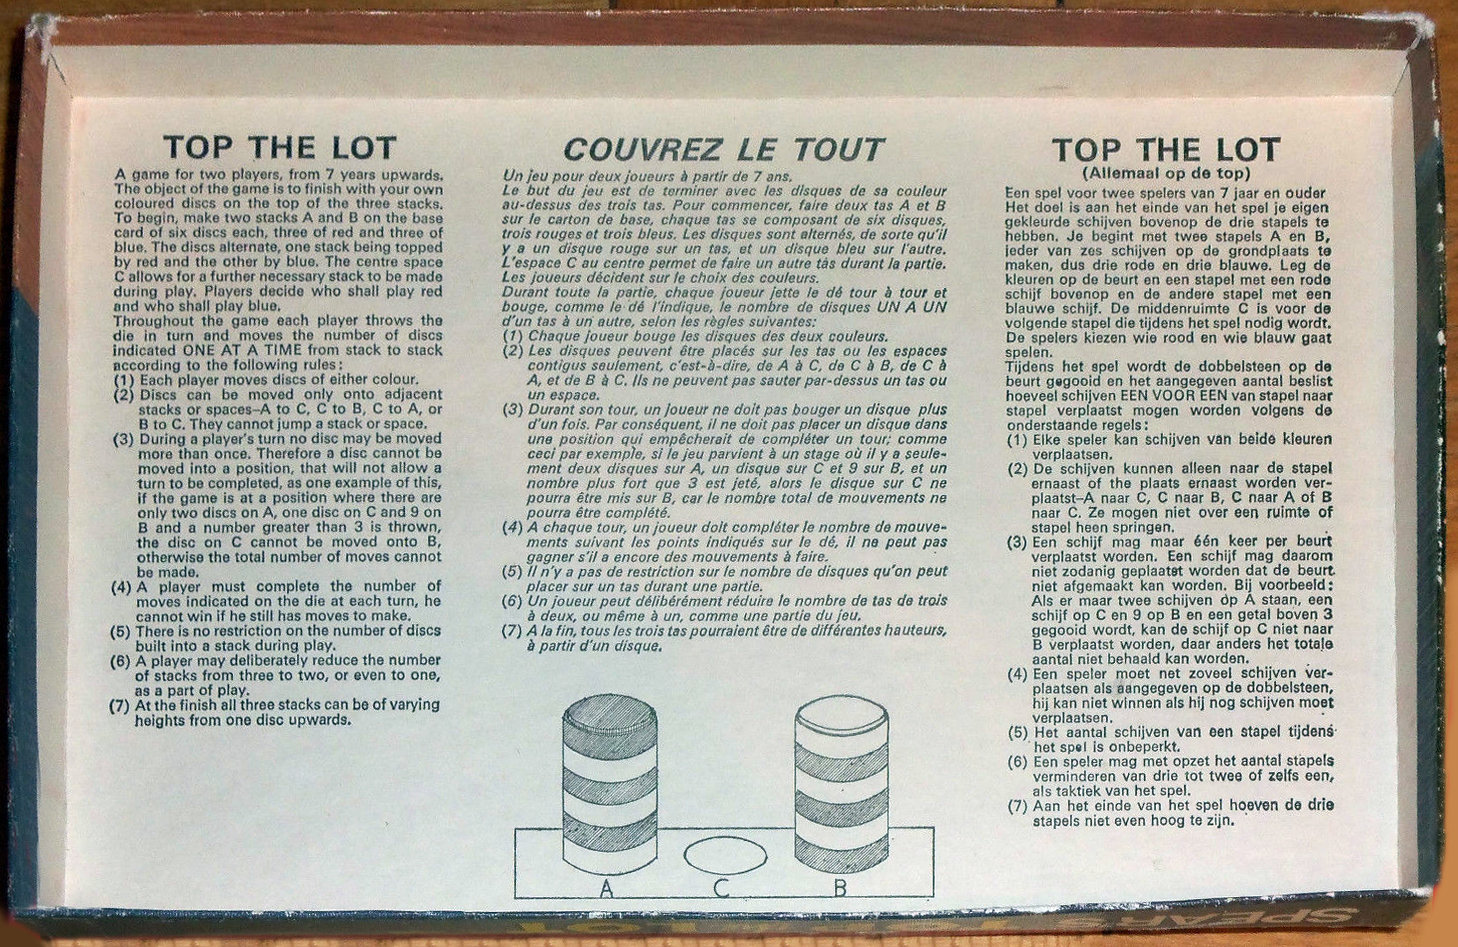 TOP THE LOT
A game for two players, from 7 years upwards.
The object of the game is to finish with your own
coloured discs on the top of the three stacks.
To begin, make two stacks A and B on the base
card of six discs each, three of red and three of
blue. The discs alternate, one stack being topped
by red and the other by blue. The centre space
C allows for a further necessary stack to be made
during play. Players decide who shall play red
and who shall play blue.
Throughout the game each player throws the
die in turn and moves the number of discs
indicated ONE AT A TIME from stack to stack
according to the following rules:
(1) Each player moves discs of either colour.
(2) Discs can be moved only onto adjacent
stacks or spaces–A to C, C to B, C to A, or
B to C. They cannot jump a stack or space.
(3) During a player's turn no disc may be moved
more than once. Therefore a disc cannot be
moved into a position, that will not allow a
turn to be completed, as one example of this,
if the game is at a position where there are
only two discs on A, one disc on C and 9 on
B and a number greater than 3 is thrown,
the disc on C cannot be moved onto B,
otherwise the total number of moves cannot
be made.
(4) A player must complete the number of
moves indicated on the die at each turn, he
cannot win if he still has moves to make.
(5) There is no restriction on the number of discs
built into a stack during play.
(6) A player may deliberately reduce the number
of stacks from three to two, or even to one,
as a part of play.
(7) At the finish all three stacks can be of varying
heights from one disc upwards.
COUVREZ LE TOUT
Un jeu pour deux joueurs à partir de 7 ans.
Le but du jeu est de terminer avec les disques de sa couleur
au-dessus des trois tas. Pour commencer, faire deux tas A et B
sur le carton de base, chaque tas se composant de six disques,
trois rouges et trois bleus. Les disques sont alternés, de sorte qu'il
y a un disque rouge sur un tas, et un disque bleu sur l'autre.
L'espace C au centre permet de faire un autre tâs durant la partie.
Les joueurs décident sur le choix des couleurs.
Durant toute la partie, chaque joueur jette le dé tour à tour et
bouge, comme le dé l'indique, le nombre de disques UN A UN
d'un tas à un autre, selon les règles suivantes:
(1) Chaque joueur bouge les disques des deux couleurs.
(2) Les disques peuvent être placés sur les tas ou les espaces
contigus seulement, c'est-à-dire, de A à C, de C à B, de C à
A, et de B à C. Ils ne peuvent pas sauter par-dessus un tas ou
un espace.
(3) Durant son tour, un joueur ne doit pas bouger un disque plus
d'un fois. Par conséquent, il ne doit pas placer un disque dans
une position qui empêcherait de compléter un tour; comme
ceci par exemple, si le jeu parvient à un stage où il y a seule-
ment deux disques sur A, un disque sur C et 9 sur B, et un
nombre plus fort que 3 est jeté, alors le disque sur C ne
pourra être mis sur B, car le nombre total de mouvements ne
pourra être complété.
(4) A chaque tour, un joueur doit compléter le nombre de mouve-
ments suivant les points indiqués sur le dé, il ne peut pas
gagner s'il a encore des mouvements à faire.
(5) Il n'y a pas de restriction sur le nombre de disques qu'on peut
placer sur un tas durant une partie.
(6) Un joueur peut délibérément réduire le nombre de tas de trois
à deux, ou même à un, comme une partie du jeu.
(7) A la fin, tous les trois tas pourraient être de différentes hauteurs,
à partir d'un disque.
A C B
TOP THE LOT
(Allemaal op de top)
Een spel voor twee spelers van 7 jaar en ouder
Het doel is aan het einde van het spel je eigen
gekleurde schijven bovenop de drie stapels te
hebben. Je begint met twee stapels A en B,
ieder van zes schijven op de grondplaats te
maken, dus drie rode en drie blauwe. Leg de
kleuren op de beurt en een stapel met een rode
schijf bovenop en de andere stapel met een
blauwe schijf. De middenruimte C is voor de
volgende stapel die tijdens het spel nodig wordt.
De spelers kiezen wie rood en wie blauw gaat
spelen.
Tijdens het spel wordt de dobbelsteen op de
beurt gegooid en het aangegeven aantal beslist
hoeveel schijven EEN VOOR EEN van stapel naar
stapel verplaatst mogen worden volgens de
onderstaande regels:
(1) Elke speler kan schijven van beide kleuren
verplaatsen.
(2) De schijven kunnen alleen naar de stapel
ernaast of the plaats ernaast worden ver-
plaatst–A naar C, C naar B, C naar A of B
naar C. Ze mogen niet over een ruimte of
stapel heen springen.
(3) Een schijf mag maar één keer per beurt
verplaatst worden. Een schijf mag daarom
niet zodanig geplaatst worden dat de beurt
niet afgemaakt kan worden. Bij voorbeeld:
Als er maar twee schijven op A staan, een
schijf op C en 9 op B en een getal boven 3
gegooid wordt, kan de schijf op C niet naar
B verplaatst worden, daar anders het totale
aantal niet behaald kan worden.
(4) Een speler moet net zoveel schijven ver-
plaatsen als aangegeven op de dobbelsteen,
hij kan niet winnen als hij nog schijven moet
verplaatsen.
(5) Het aantal schijven van een stapel tijdens
het spel is onbeperkt.
(6) Een speler mag met opzet het aantal stapels
verminderen van drie tot twee of zelfs een,
als taktiek van het spel.
(7) Aan het einde van het spel hoeven de drie
stapels niet even hoog te zijn.
SPEAR'S
TOP THE LOT